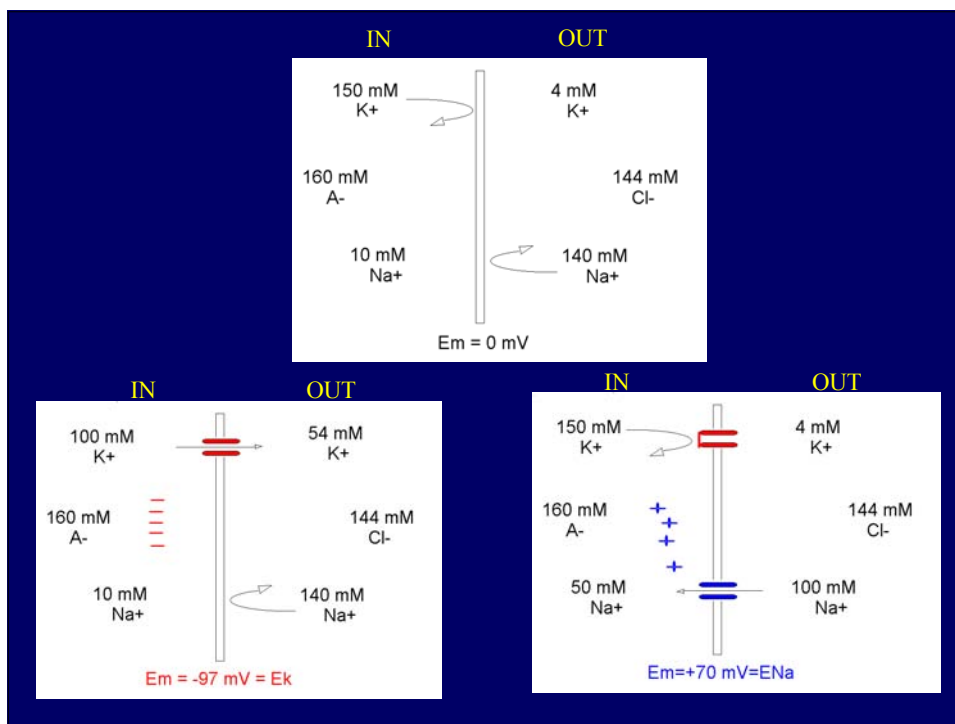 IN OUT
150 mM 4 mM
K+ K+
160 mM 144 mM
A- Cl-
10 mM 140 mM
Na+ Na+
Em = 0 mV
IN OUT
100 mM 54 mM
K+ K+
160 mM 144 mM
A- Cl-
10 mM 140 mM
Na+ Na+
Em = -97 mV = Ek
IN OUT
150 mM 4 mM
K+ K+
160 mM 144 mM
A- Cl-
50 mM 100 mM
Na+ Na+
Em=+70 mV=ENa